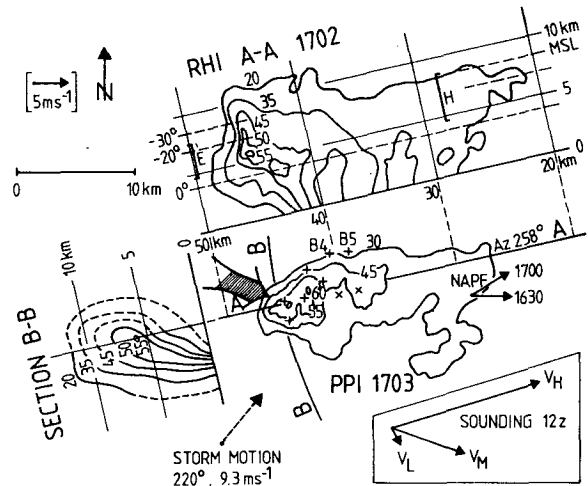 RHI A-A 1702
10 km
MSL
5
0
20
35
45
50
55
H
E
N
5ms⁻¹
-30°
-20°
0°
0 10 km
50 km
40
30
20 km
Az 258° A
B
B4 B5 30
45
60
55
A
NAPF 1700
1630
PPI 1703
B
10 km
5
0
SECTION B-B
20
35
45
50
55
STORM MOTION
220°, 9.3 ms⁻¹
V_H
SOUNDING 12z
V_L V_M